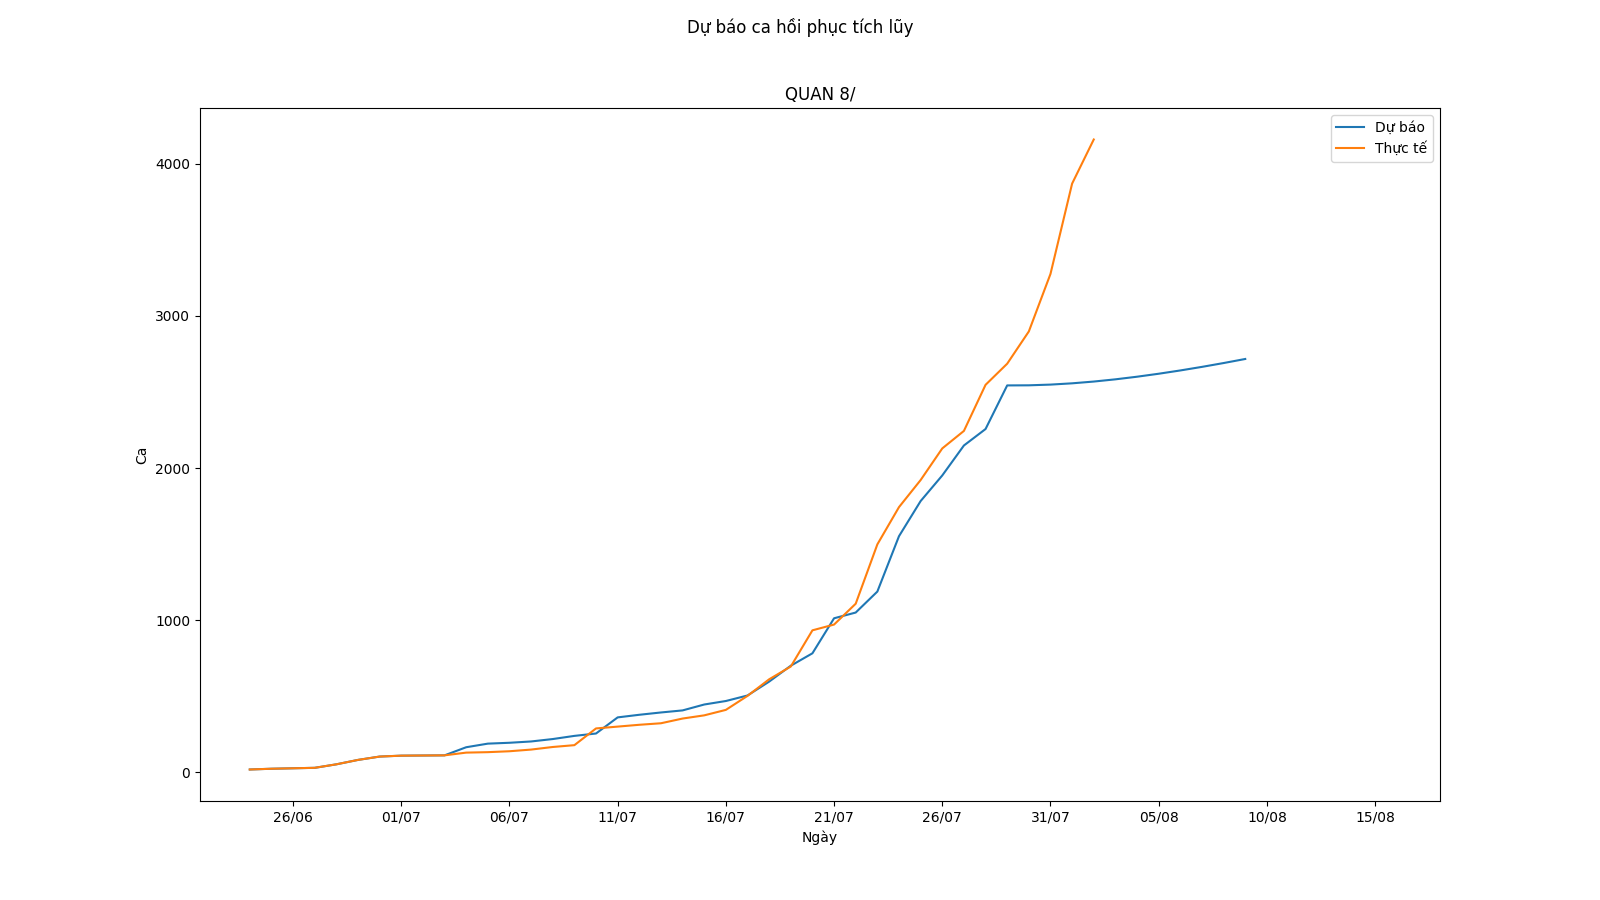 Dự báo ca hồi phục tích lũy
QUAN 8/
Dự báo
Thực tế
4000
3000
2000
1000
0
Ca
26/06
01/07
06/07
11/07
16/07
21/07
26/07
31/07
05/08
10/08
15/08
Ngày